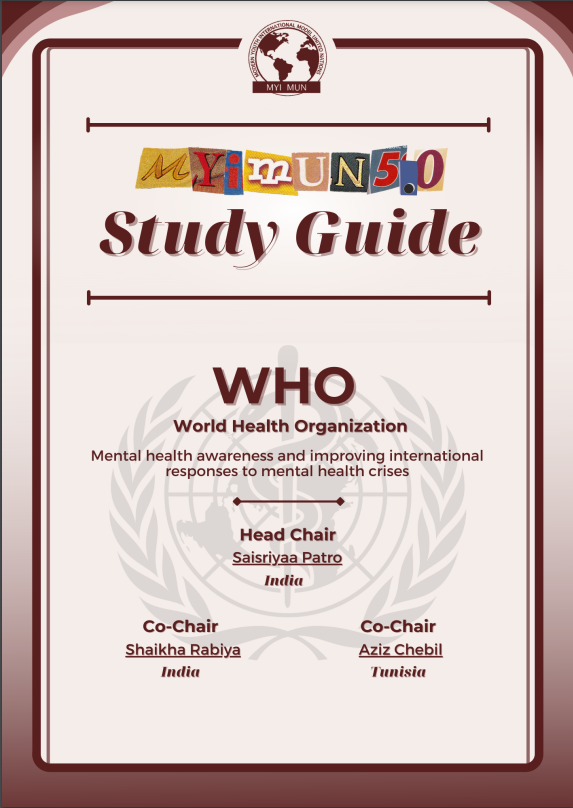 MODERN YOUTH INTERNATIONAL MODEL UNITED NATIONS
MYI MUN
MYimUN5.0
Study Guide
WHO
World Health Organization
Mental health awareness and improving international
responses to mental health crises
Head Chair
Saisriyaa Patro
India
Co-Chair
Shaikha Rabiya
India
Co-Chair
Aziz Chebil
Tunisia